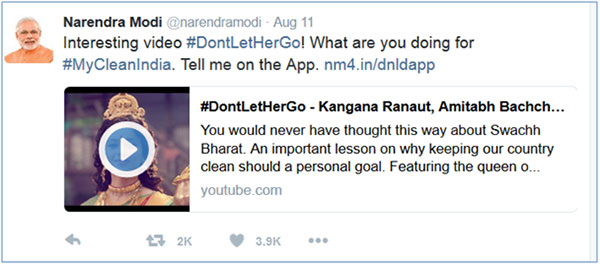 Narendra Modi @narendramodi · Aug 11
Interesting video #DontLetHerGo! What are you doing for
#MyCleanIndia. Tell me on the App. nm4.in/dnldapp
#DontLetHerGo - Kangana Ranaut, Amitabh Bachch...
You would never have thought this way about Swachh
Bharat. An important lesson on why keeping our country
clean should a personal goal. Featuring the queen o...
youtube.com
2K 3.9K